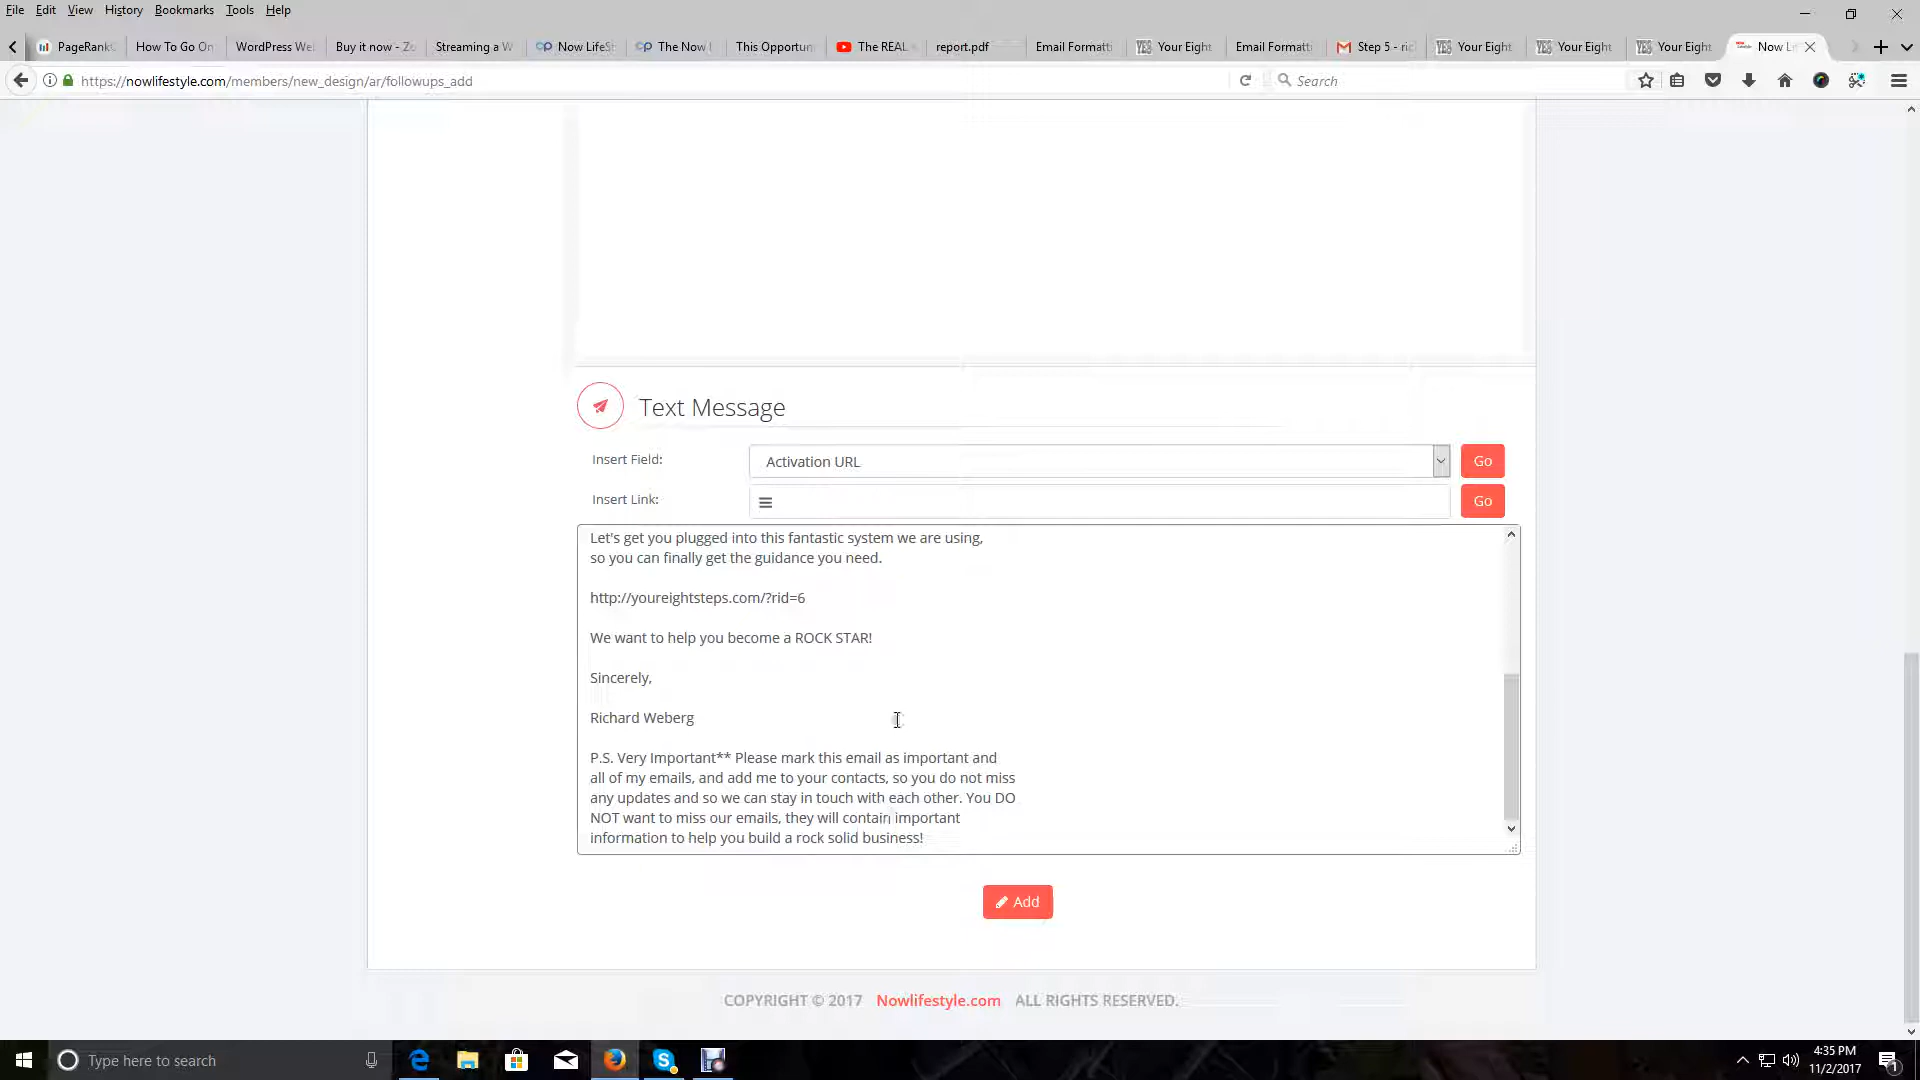 File Edit View History Bookmarks Tools Help
PageRank How To Go On WordPress We Buy it now - Zo Streaming a W Now LifeS The Now This Opportun The REAL report.pdf Email Formatt Your Eight Email Formatt Step 5 - ric Your Eight Your Eight Your Eight Now Li
https://nowlifestyle.com/members/new_design/ar/followups_add Search
Text Message
Insert Field: Activation URL Go
Insert Link: Go
Let's get you plugged into this fantastic system we are using,
so you can finally get the guidance you need.
http://youreightsteps.com/?rid=6
We want to help you become a ROCK STAR!
Sincerely,
Richard Weberg
P.S. Very Important** Please mark this email as important and
all of my emails, and add me to your contacts, so you do not miss
any updates and so we can stay in touch with each other. You DO
NOT want to miss our emails, they will contain important
information to help you build a rock solid business!
Add
COPYRIGHT © 2017 Nowlifestyle.com ALL RIGHTS RESERVED.
Type here to search
4:35 PM
11/2/2017
1